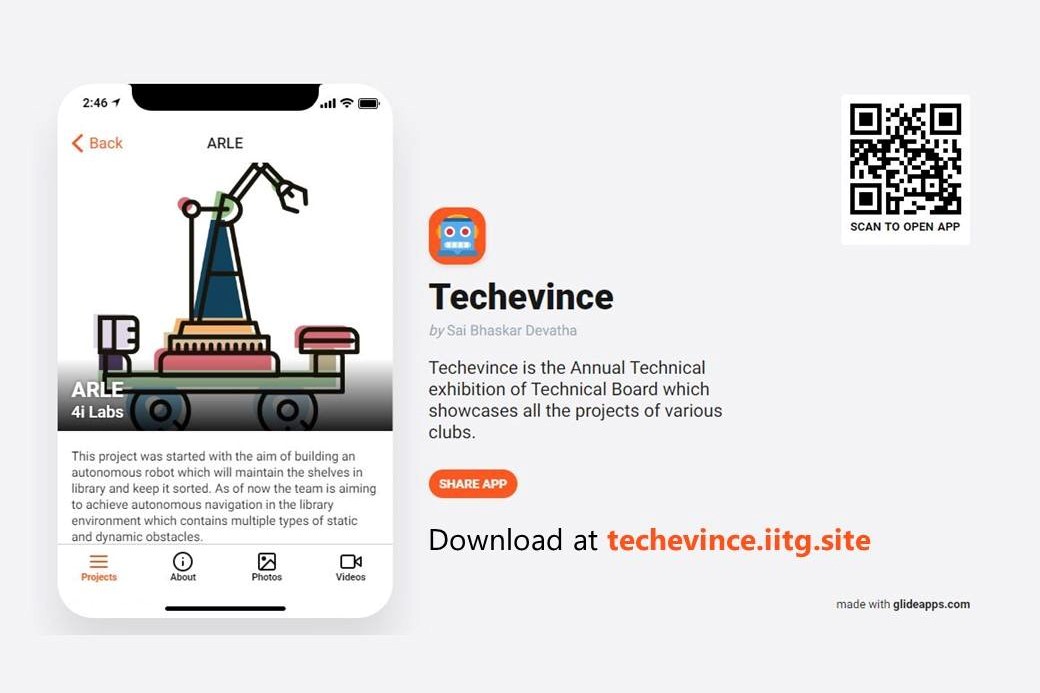 2:46
Back
ARLE
ARLE
4i Labs
This project was started with the aim of building an
autonomous robot which will maintain the shelves in
library and keep it sorted. As of now the team is aiming
to achieve autonomous navigation in the library
environment which contains multiple types of static
and dynamic obstacles.
Projects
About
Photos
Videos
Techevince
by Sai Bhaskar Devatha
Techevince is the Annual Technical
exhibition of Technical Board which
showcases all the projects of various
clubs.
SHARE APP
Download at techevince.iitg.site
SCAN TO OPEN APP
made with glideapps.com